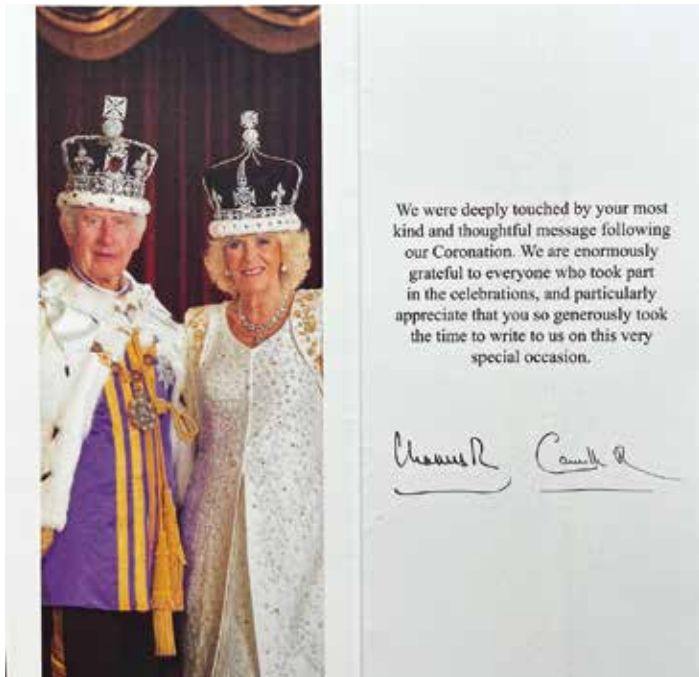 We were deeply touched by your most
kind and thoughtful message following
our Coronation. We are enormously
grateful to everyone who took part
in the celebrations, and particularly
appreciate that you so generously took
the time to write to us on this very
special occasion.
Charles R
Camilla R